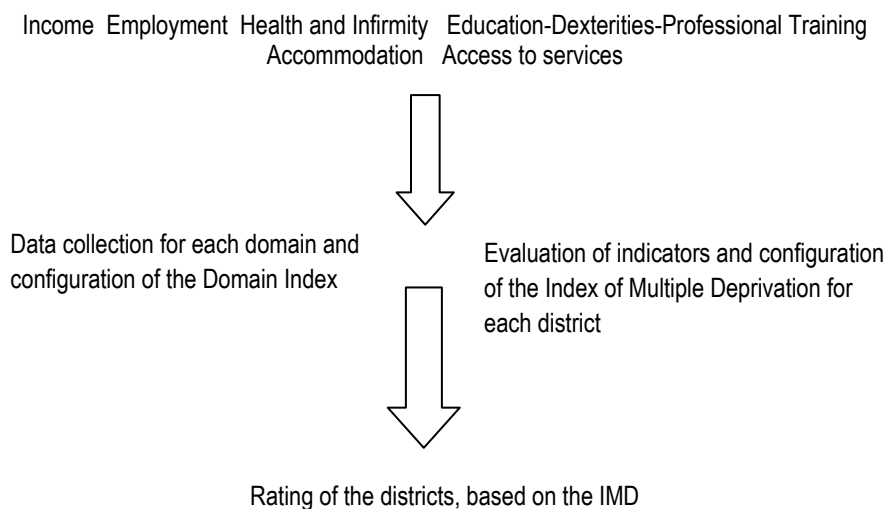 Income Employment Health and Infirmity Education-Dexterities-Professional Training
Accommodation Access to services
Data collection for each domain and
configuration of the Domain Index
Evaluation of indicators and configuration
of the Index of Multiple Deprivation for
each district
Rating of the districts, based on the IMD